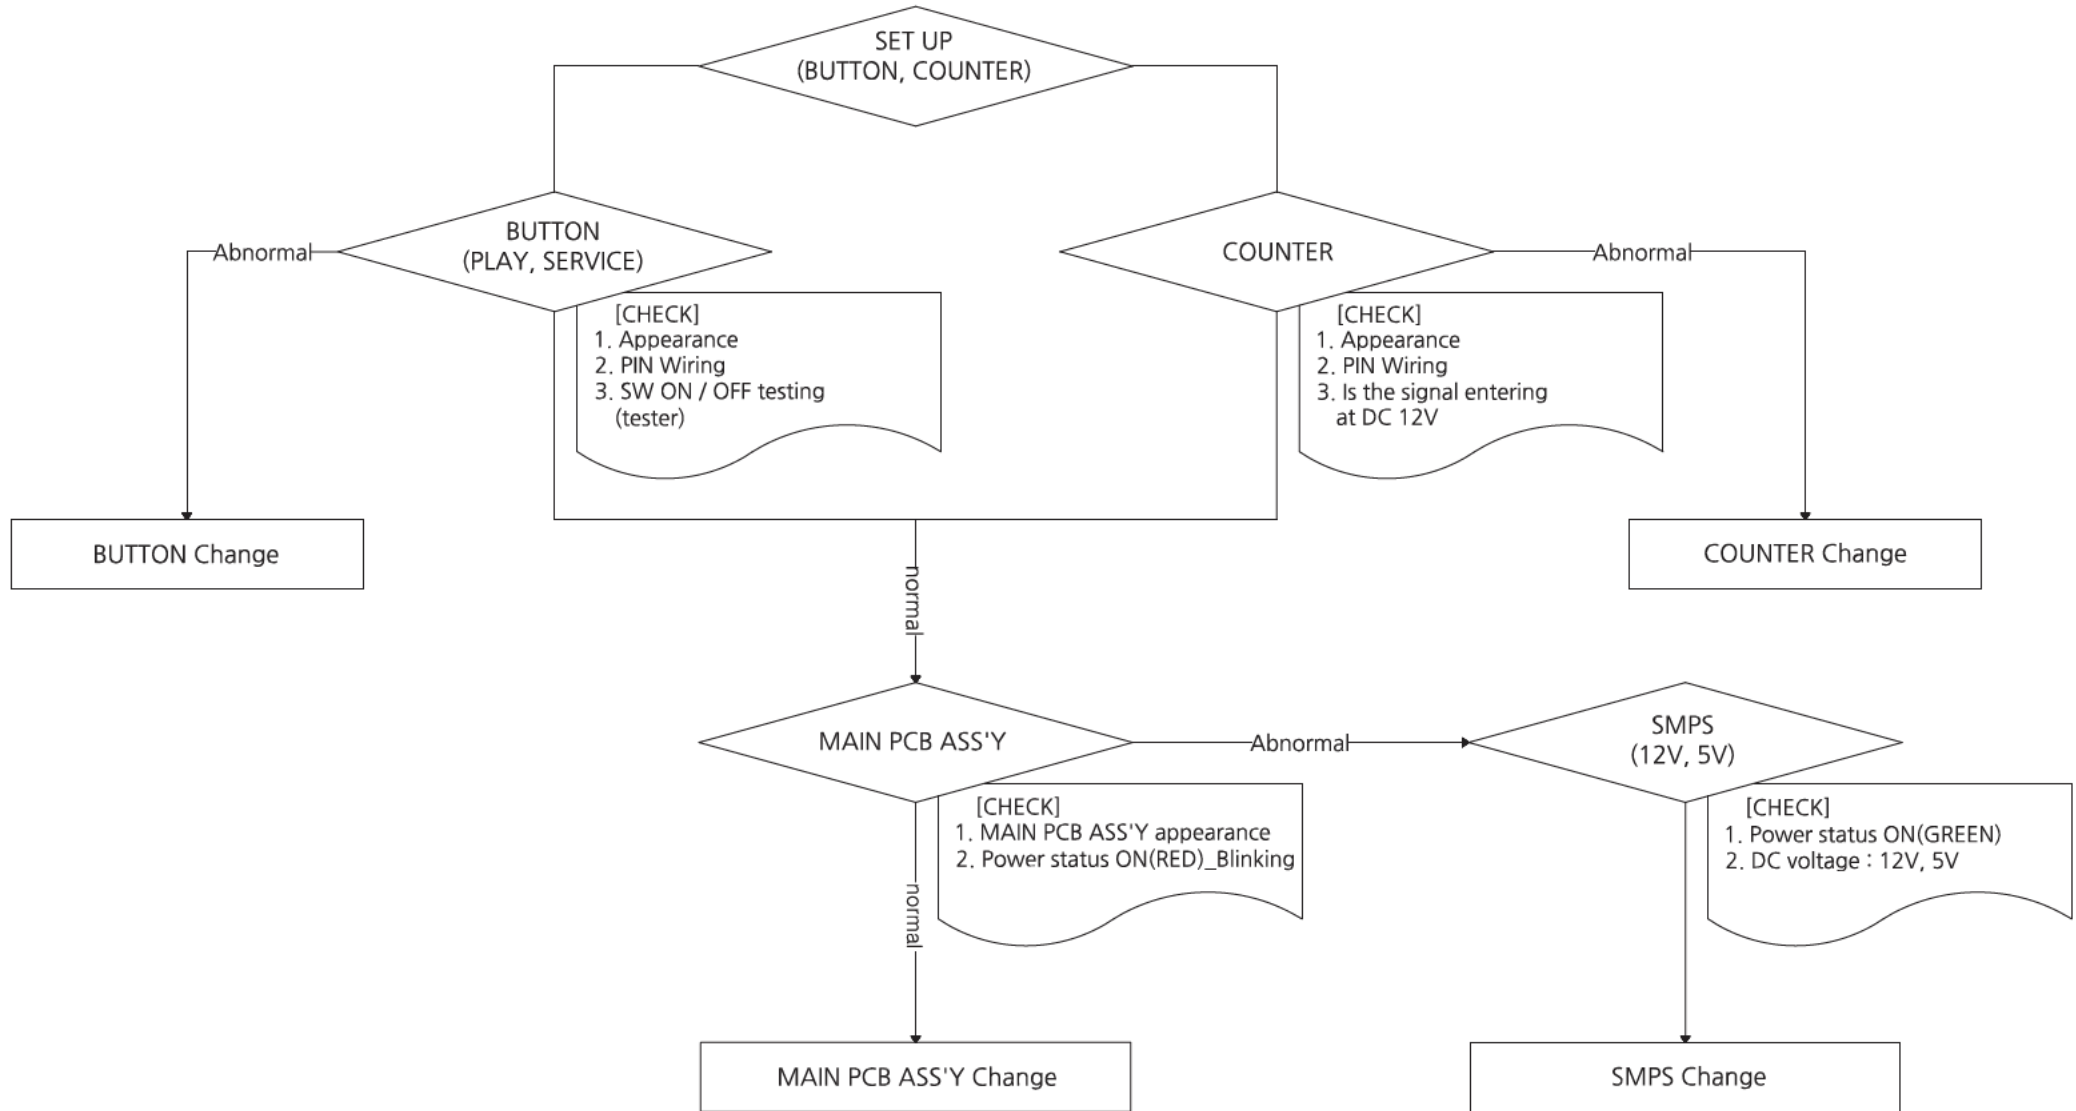 SET UP
(BUTTON, COUNTER)
BUTTON
(PLAY, SERVICE)
Abnormal
COUNTER
Abnormal
[CHECK]
1. Appearance
2. PIN Wiring
3. SW ON / OFF testing
(tester)
[CHECK]
1. Appearance
2. PIN Wiring
3. Is the signal entering
at DC 12V
BUTTON Change
COUNTER Change
normal
MAIN PCB ASS'Y
Abnormal
SMPS
(12V, 5V)
[CHECK]
1. MAIN PCB ASS'Y appearance
2. Power status ON(RED)_Blinking
[CHECK]
1. Power status ON(GREEN)
2. DC voltage : 12V, 5V
normal
MAIN PCB ASS'Y Change
SMPS Change